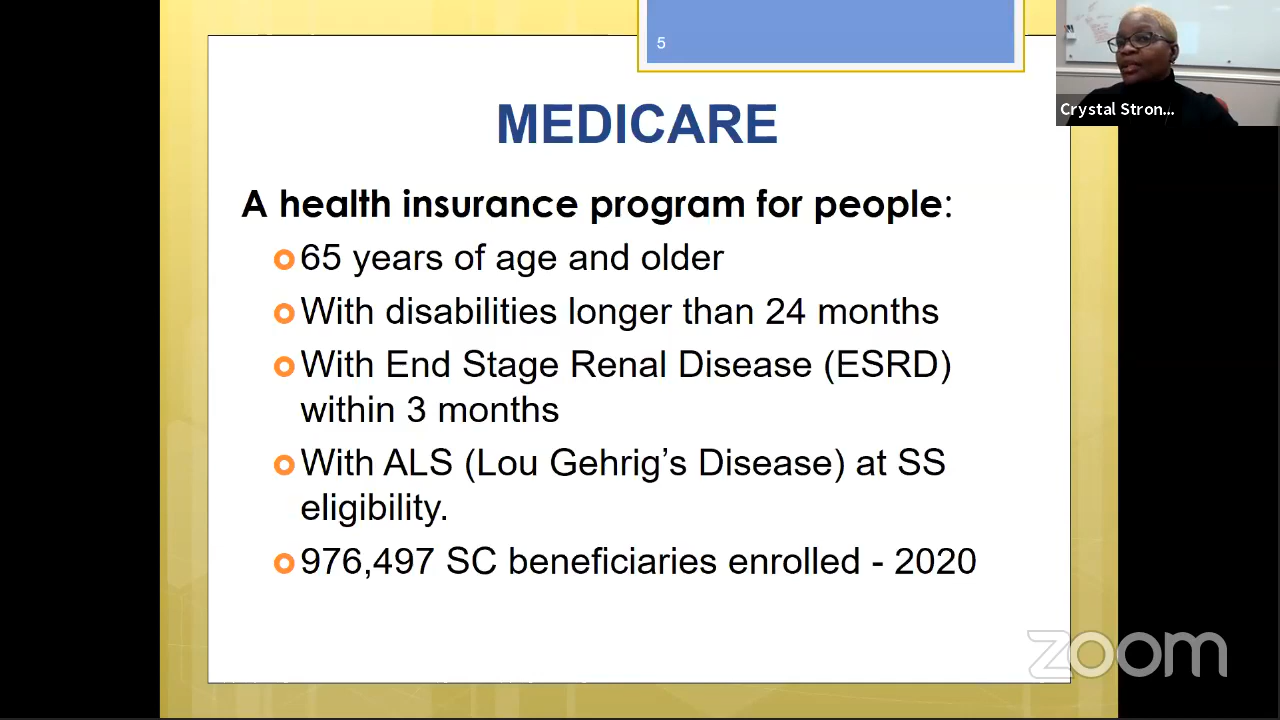 5
Crystal Stron...
MEDICARE
A health insurance program for people:
65 years of age and older
With disabilities longer than 24 months
With End Stage Renal Disease (ESRD)
within 3 months
With ALS (Lou Gehrig’s Disease) at SS
eligibility.
976,497 SC beneficiaries enrolled - 2020
zoom